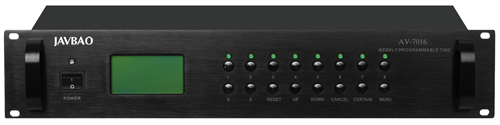 JAVBAO
AV-7016
WEEKLY PROGRAMMABLE TIME
POWER
1 2 3 4 5 6 7 8
9 0 RESET UP DOWN CANCEL CERTAIN MENU